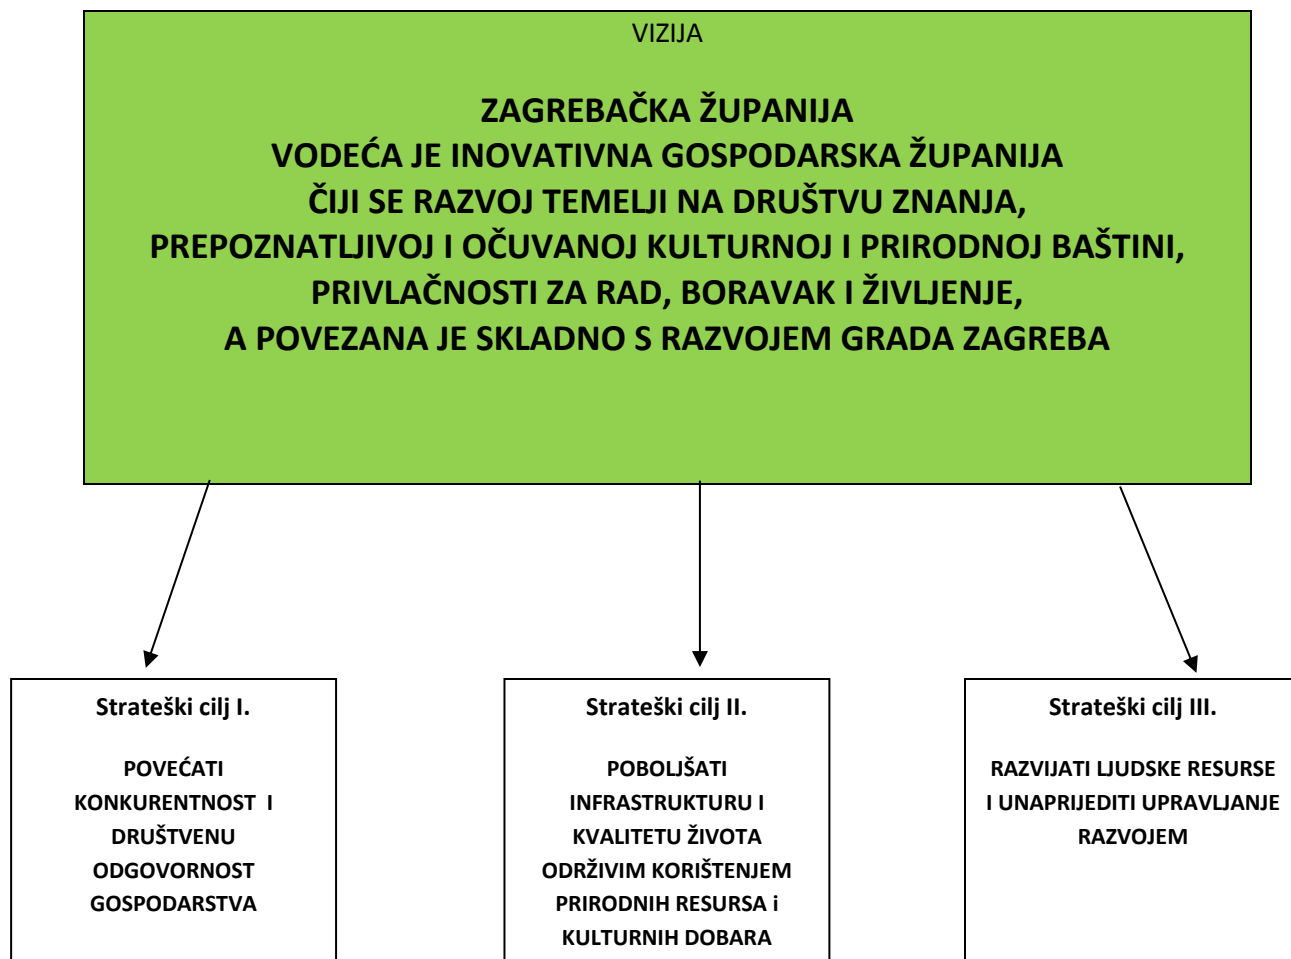 VIZIJA
ZAGREBAČKA ŽUPANIJA
VODEĆA JE INOVATIVNA GOSPODARSKA ŽUPANIJA
ČIJI SE RAZVOJ TEMELJI NA DRUŠTVU ZNANJA,
PREPOZNATLJIVOJ I OČUVANOJ KULTURNOJ I PRIRODNOJ BAŠTINI,
PRIVLAČNOSTI ZA RAD, BORAVAK I ŽIVLJENJE,
A POVEZANA JE SKLADNO S RAZVOJEM GRADA ZAGREBA
Strateški cilj I.
POVEĆATI
KONKURENTNOST I
DRUŠTVENU
ODGOVORNOST
GOSPODARSTVA
Strateški cilj II.
POBOLJŠATI
INFRASTRUKTURU I
KVALITETU ŽIVOTA
ODRŽIVIM KORIŠTENJEM
PRIRODNIH RESURSA i
KULTURNIH DOBARA
Strateški cilj III.
RAZVIJATI LJUDSKE RESURSE
I UNAPRIJEDITI UPRAVLJANJE
RAZVOJEM